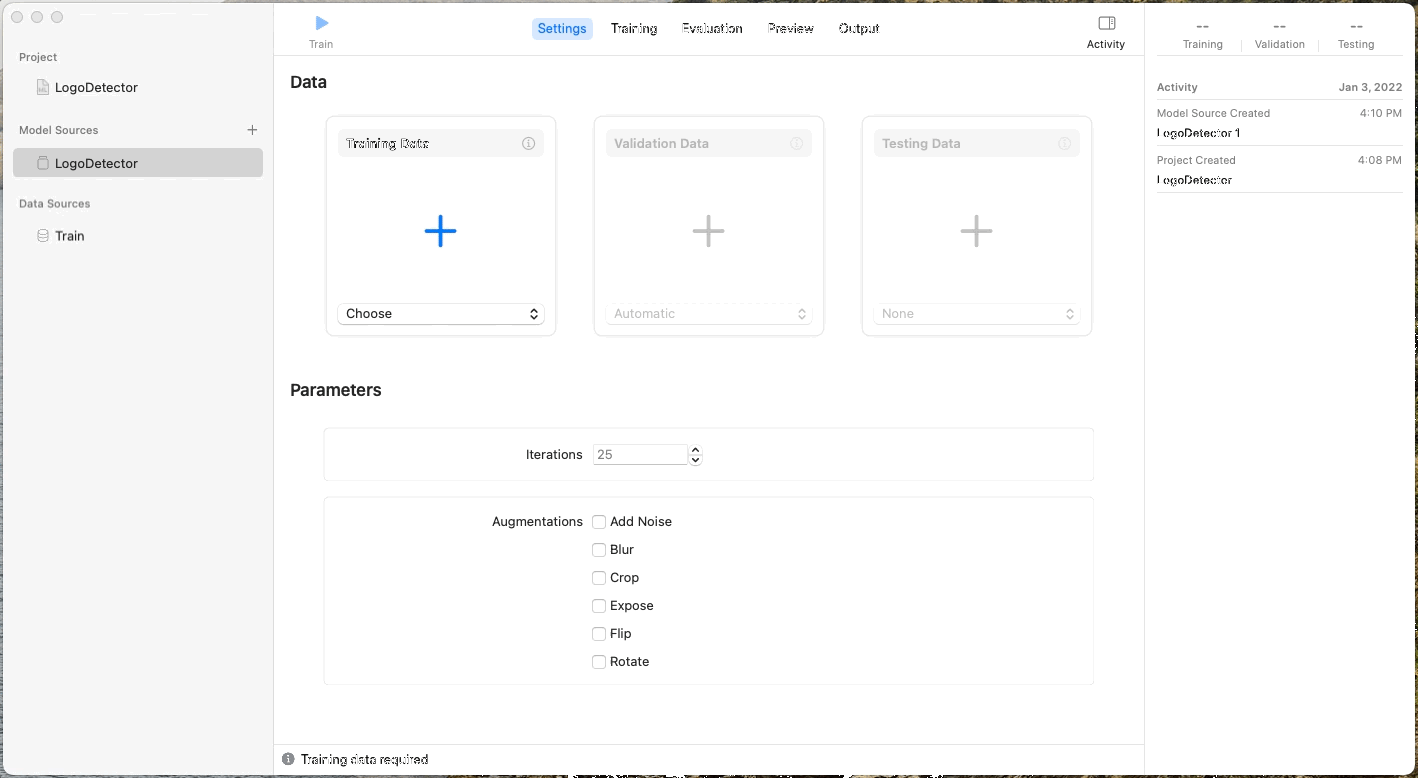 Project
LogoDetector
Model Sources
LogoDetector
Data Sources
Train
Train
Settings Training Evaluation Preview Output
Activity
Data
Training Data
Choose
Validation Data
Automatic
Testing Data
None
Parameters
Iterations 25
Augmentations Add Noise
Blur
Crop
Expose
Flip
Rotate
Training data required
-- -- --
Training Validation Testing
Activity Jan 3, 2022
Model Source Created 4:10 PM
LogoDetector 1
Project Created 4:08 PM
LogoDetector